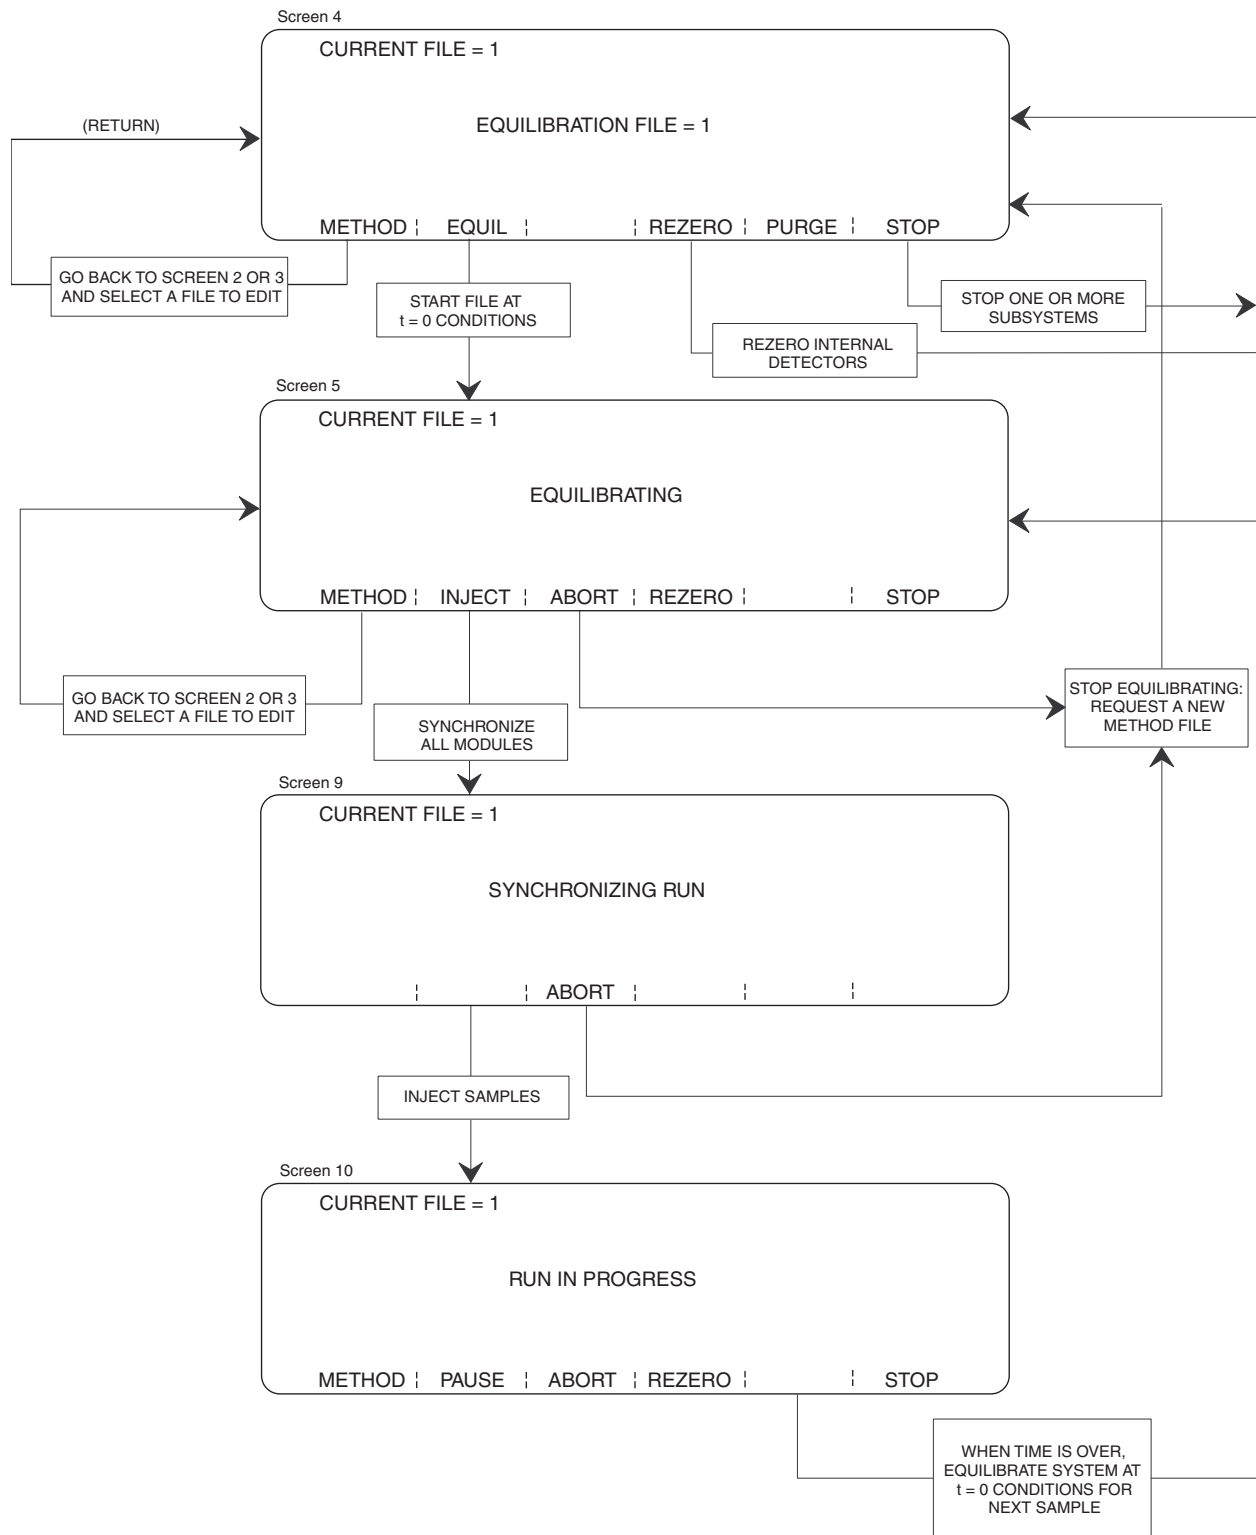 Screen 4
CURRENT FILE = 1
(RETURN)
EQUILIBRATION FILE = 1
METHOD ¦ EQUIL ¦ ¦ REZERO ¦ PURGE ¦ STOP
GO BACK TO SCREEN 2 OR 3
AND SELECT A FILE TO EDIT
START FILE AT
t = 0 CONDITIONS
STOP ONE OR MORE
SUBSYSTEMS
REZERO INTERNAL
DETECTORS
Screen 5
CURRENT FILE = 1
EQUILIBRATING
METHOD ¦ INJECT ¦ ABORT ¦ REZERO ¦ ¦ STOP
GO BACK TO SCREEN 2 OR 3
AND SELECT A FILE TO EDIT
SYNCHRONIZE
ALL MODULES
STOP EQUILIBRATING:
REQUEST A NEW
METHOD FILE
Screen 9
CURRENT FILE = 1
SYNCHRONIZING RUN
¦ ¦ ABORT ¦ ¦ ¦
INJECT SAMPLES
Screen 10
CURRENT FILE = 1
RUN IN PROGRESS
METHOD ¦ PAUSE ¦ ABORT ¦ REZERO ¦ ¦ STOP
WHEN TIME IS OVER,
EQUILIBRATE SYSTEM AT
t = 0 CONDITIONS FOR
NEXT SAMPLE